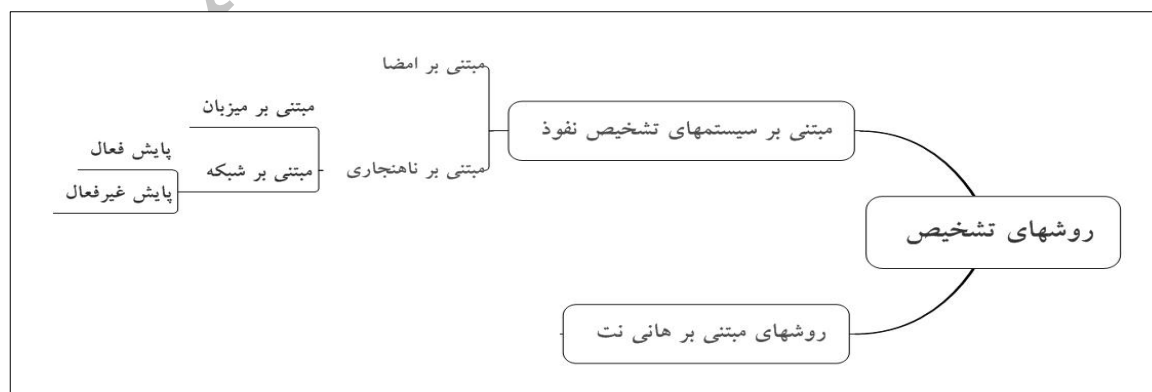 روشهای تشخیص
مبتنی بر سیستمهای تشخیص نفوذ
مبتنی بر امضا
مبتنی بر ناهنجاری
مبتنی بر میزبان
مبتنی بر شبکه
پایش فعال
پایش غیرفعال
روشهای مبتنی بر هانی نت